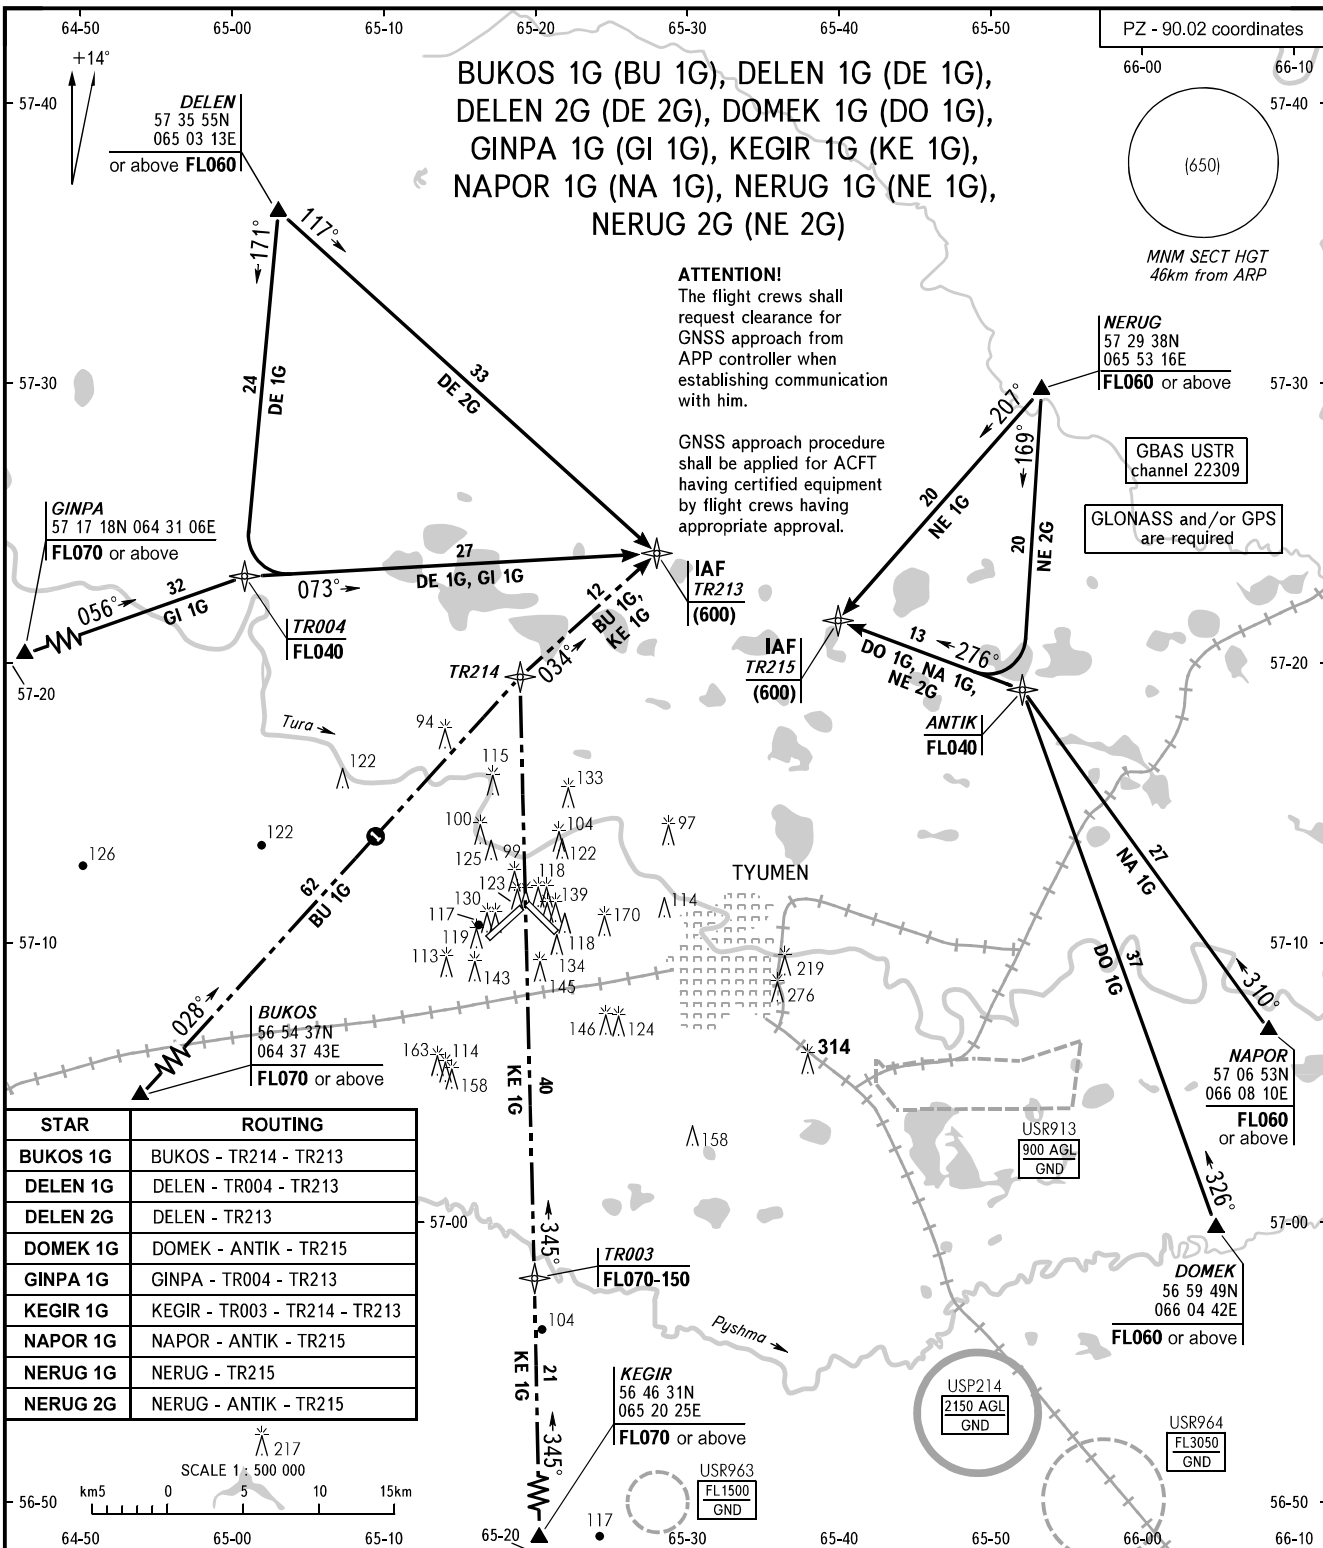 64-50 65-00 65-10 65-20 65-30 65-40 65-50
PZ - 90.02 coordinates
66-00 66-10
+14°
BUKOS 1G (BU 1G), DELEN 1G (DE 1G),
DELEN 2G (DE 2G), DOMEK 1G (DO 1G),
GINPA 1G (GI 1G), KEGIR 1G (KE 1G),
NAPOR 1G (NA 1G), NERUG 1G (NE 1G),
NERUG 2G (NE 2G)
57-40
57-40
DELEN
57 35 55N
065 03 13E
or above FL060
(650)
MNM SECT HGT
46km from ARP
171°
117°
24
DE 1G
33
DE 2G
ATTENTION!
The flight crews shall
request clearance for
GNSS approach from
APP controller when
establishing communication
with him.
GNSS approach procedure
shall be applied for ACFT
having certified equipment
by flight crews having
appropriate approval.
NERUG
57 29 38N
065 53 16E
FL060 or above
57-30
57-30
207°
169°
20
NE 1G
20
NE 2G
GBAS USTR
channel 22309
GLONASS and/or GPS
are required
GINPA
57 17 18N 064 31 06E
FL070 or above
056°
32
GI 1G
073°
27
DE 1G, GI 1G
TR004
FL040
12
BU 1G,
KE 1G
034°
IAF
TR213
(600)
IAF
TR215
(600)
13
276°
DO 1G, NA 1G,
NE 2G
57-20
57-20
TR214
ANTIK
FL040
Tura
94
122
115
133
100
104
97
125
99
122
126
122
118
123
130
139
117
119
118
170
114
113
143
134
145
TYUMEN
219
276
146
124
314
163
114
158
158
62
BU 1G
028°
BUKOS
56 54 37N
064 37 43E
FL070 or above
57-10
57-10
27
NA 1G
37
DO 1G
310°
326°
NAPOR
57 06 53N
066 08 10E
FL060
or above
USR913
900 AGL
GND
40
KE 1G
STAR ROUTING
BUKOS 1G BUKOS - TR214 - TR213
DELEN 1G DELEN - TR004 - TR213
DELEN 2G DELEN - TR213
DOMEK 1G DOMEK - ANTIK - TR215
GINPA 1G GINPA - TR004 - TR213
KEGIR 1G KEGIR - TR003 - TR214 - TR213
NAPOR 1G NAPOR - ANTIK - TR215
NERUG 1G NERUG - TR215
NERUG 2G NERUG - ANTIK - TR215
57-00
57-00
345°
TR003
FL070-150
104
Pyshma
DOMEK
56 59 49N
066 04 42E
FL060 or above
21
KE 1G
345°
KEGIR
56 46 31N
065 20 25E
FL070 or above
USP214
2150 AGL
GND
USR964
FL3050
GND
USR963
FL1500
GND
217
SCALE 1 : 500 000
km5 0 5 10 15km
117
56-50
56-50
64-50 65-00 65-10 65-20 65-30 65-40 65-50 66-00 66-10